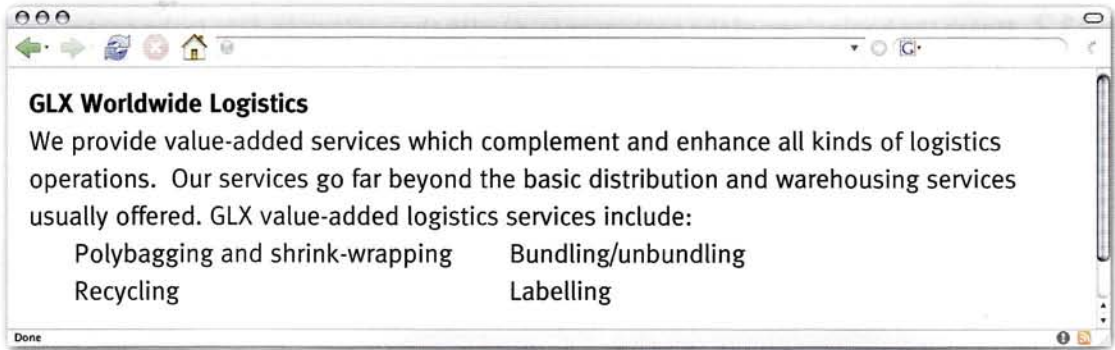 G
GLX Worldwide Logistics
We provide value-added services which complement and enhance all kinds of logistics
operations. Our services go far beyond the basic distribution and warehousing services
usually offered. GLX value-added logistics services include:
Polybagging and shrink-wrapping Bundling/unbundling
Recycling Labelling
Done